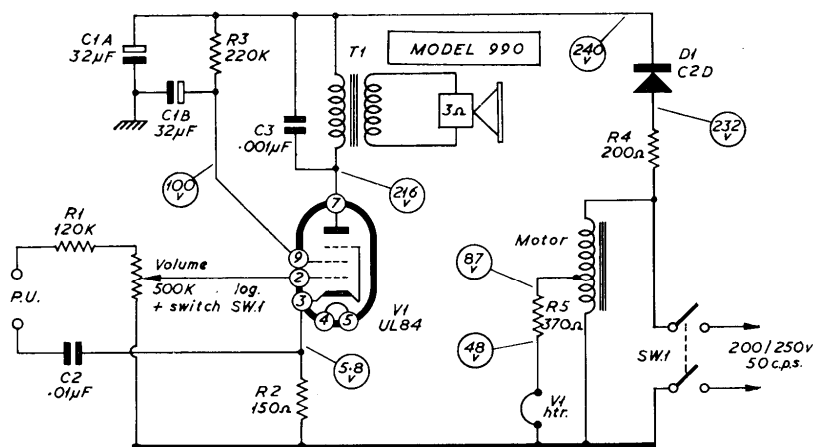 C1A
32µF
C1B
32µF
R3
220K
T1
MODEL 990
240
v
D1
C2D
232
v
R4
200Ω
C3
.001µF
3Ω
100
v
216
v
R1
120K
P.U.
Volume
500K log.
+ switch SW.1
7
9
2
3
4
5
V1
UL84
Motor
87
v
R5
370Ω
48
v
SW.1
200/250v
50 c.p.s.
C2
.01µF
R2
150Ω
5·8
v
V1
htr.